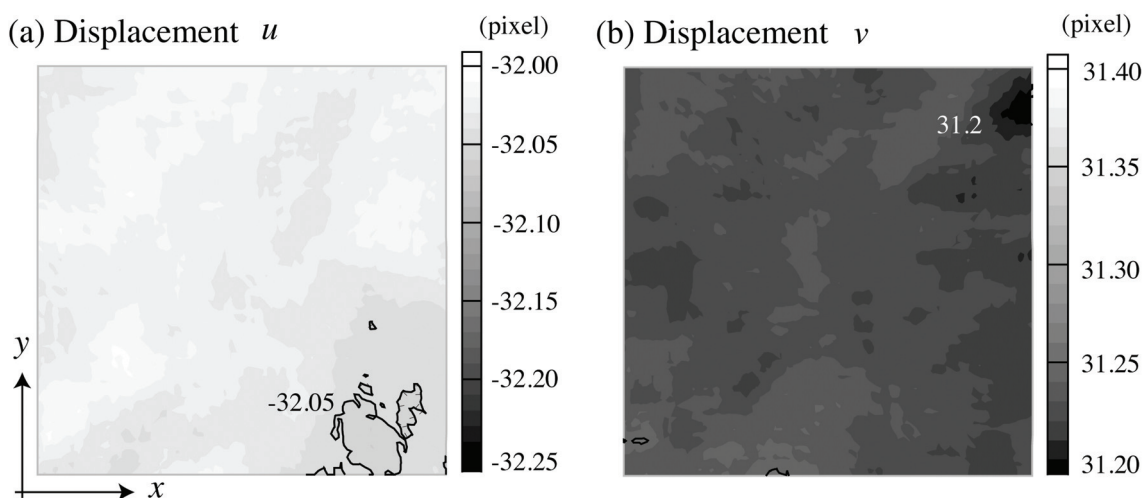 (a) Displacement u
(pixel)
-32.00
-32.05
-32.10
-32.15
-32.20
-32.25
-32.05
y
x
(b) Displacement v
(pixel)
31.40
31.35
31.30
31.25
31.20
31.2